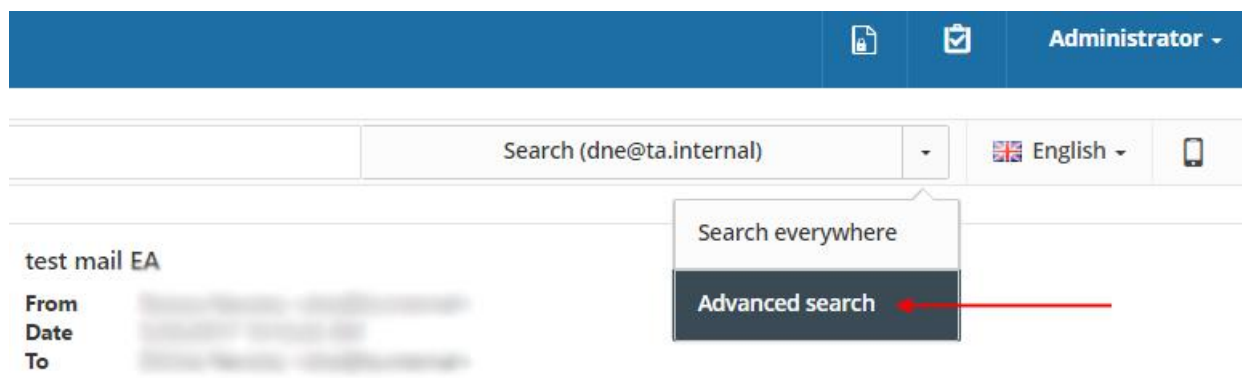 Administrator
Search (dne@ta.internal)
English
Search everywhere
test mail EA
Advanced search
From
Date
To